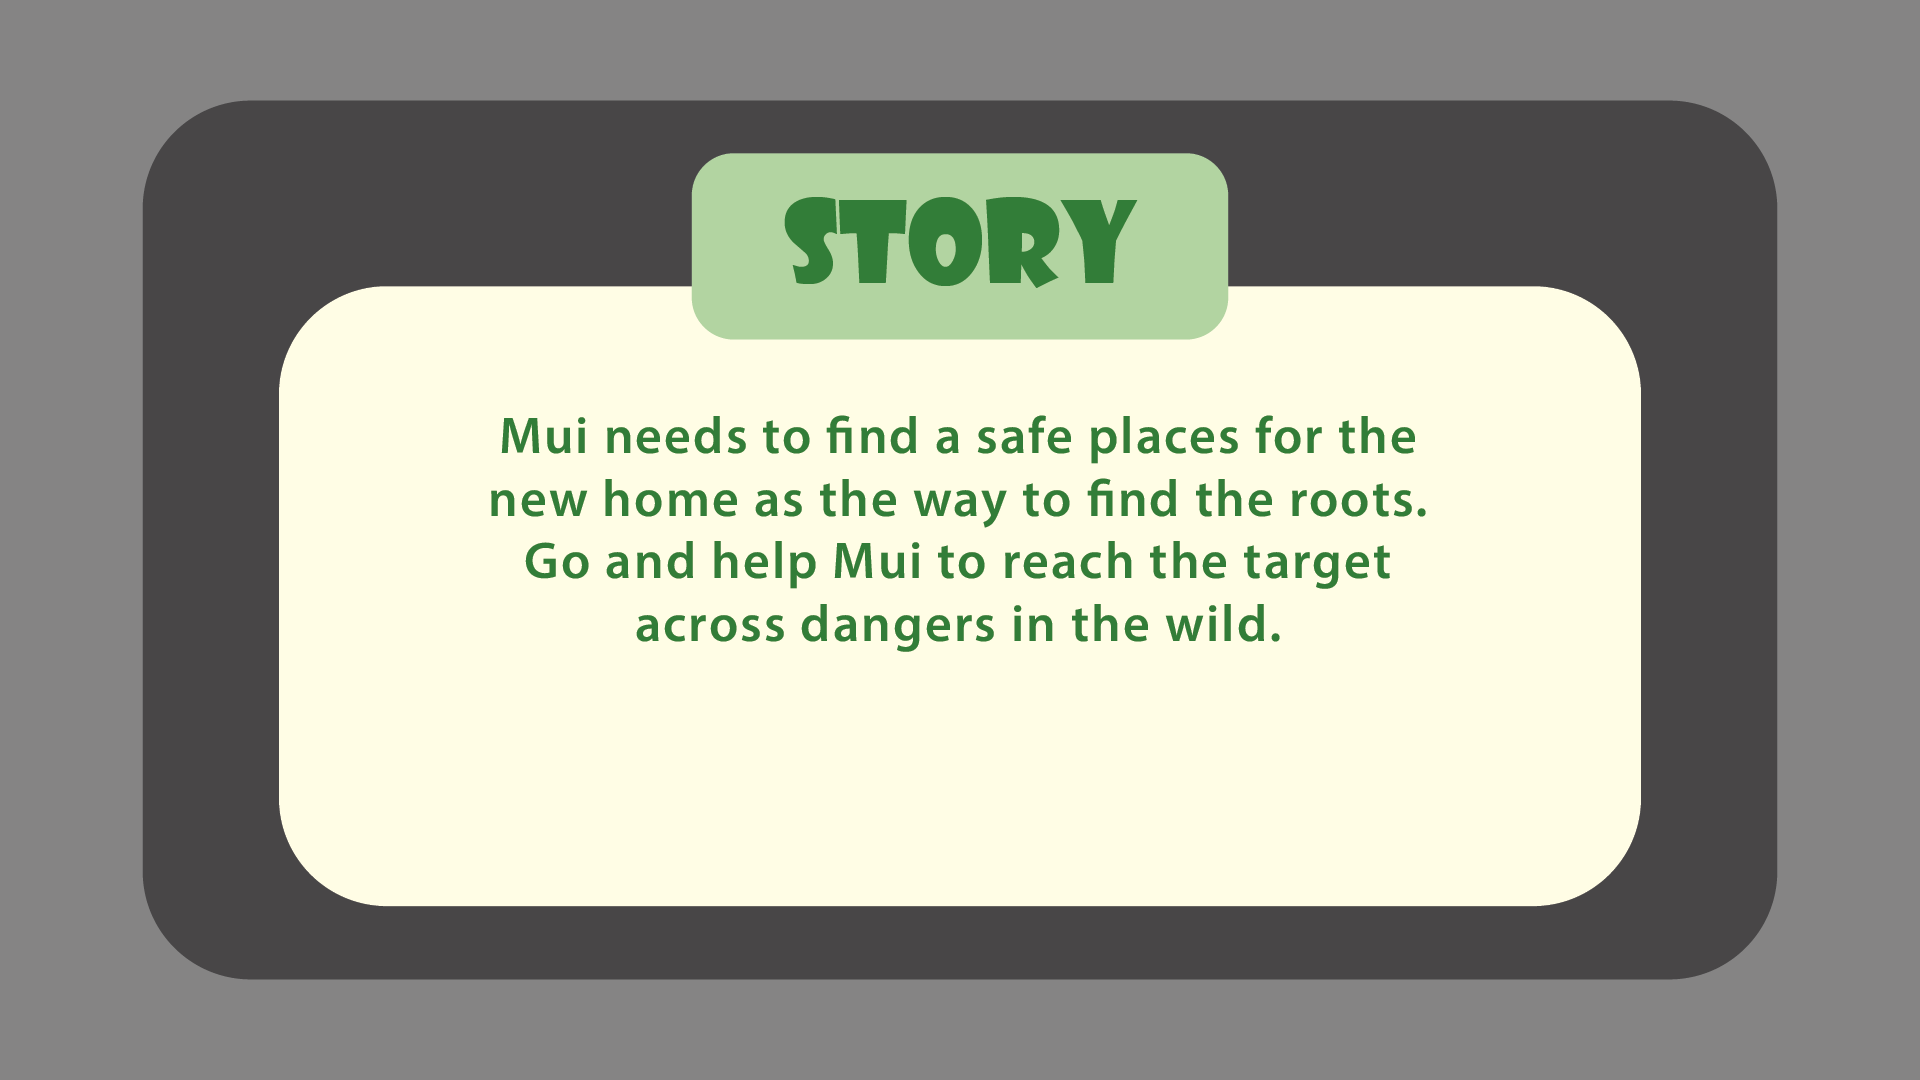 STORY
Mui needs to find a safe places for the
new home as the way to find the roots.
Go and help Mui to reach the target
across dangers in the wild.